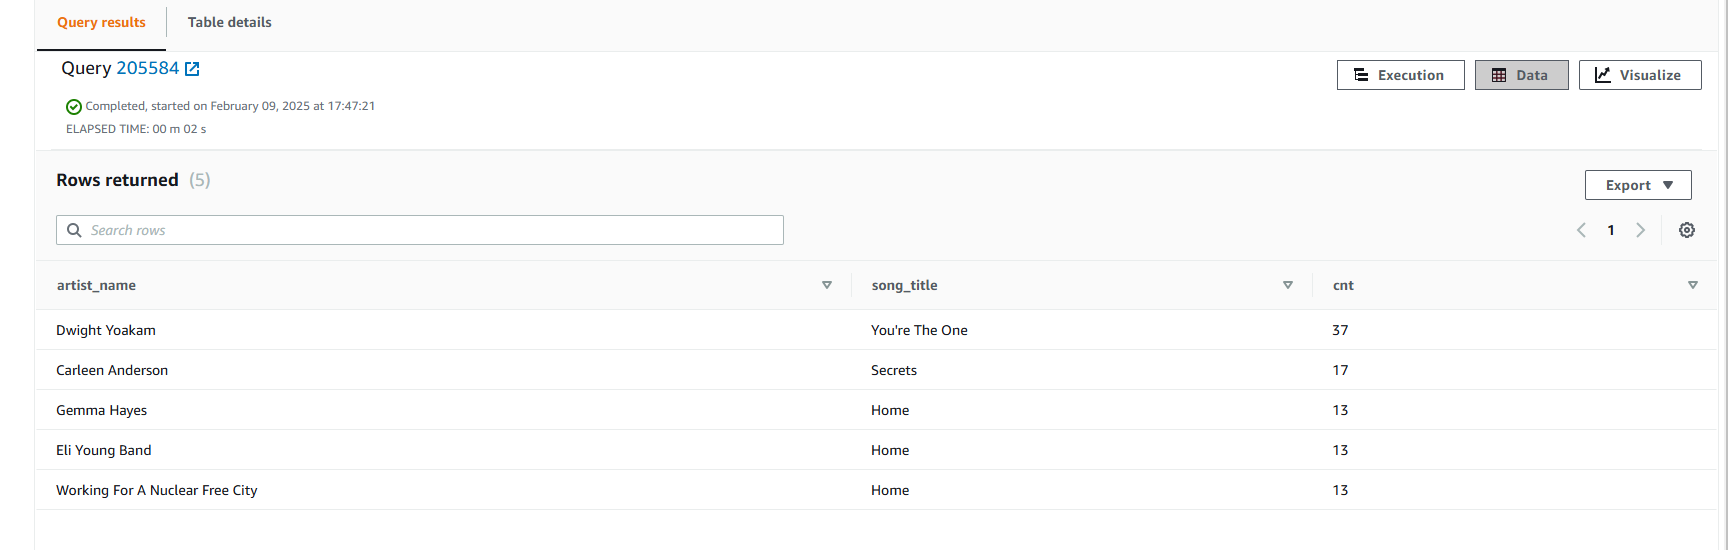 Query results Table details
Query 205584
Execution Data Visualize
Completed, started on February 09, 2025 at 17:47:21
ELAPSED TIME: 00 m 02 s
Rows returned (5)
Export
Search rows
1
artist_name song_title cnt
Dwight Yoakam You're The One 37
Carleen Anderson Secrets 17
Gemma Hayes Home 13
Eli Young Band Home 13
Working For A Nuclear Free City Home 13